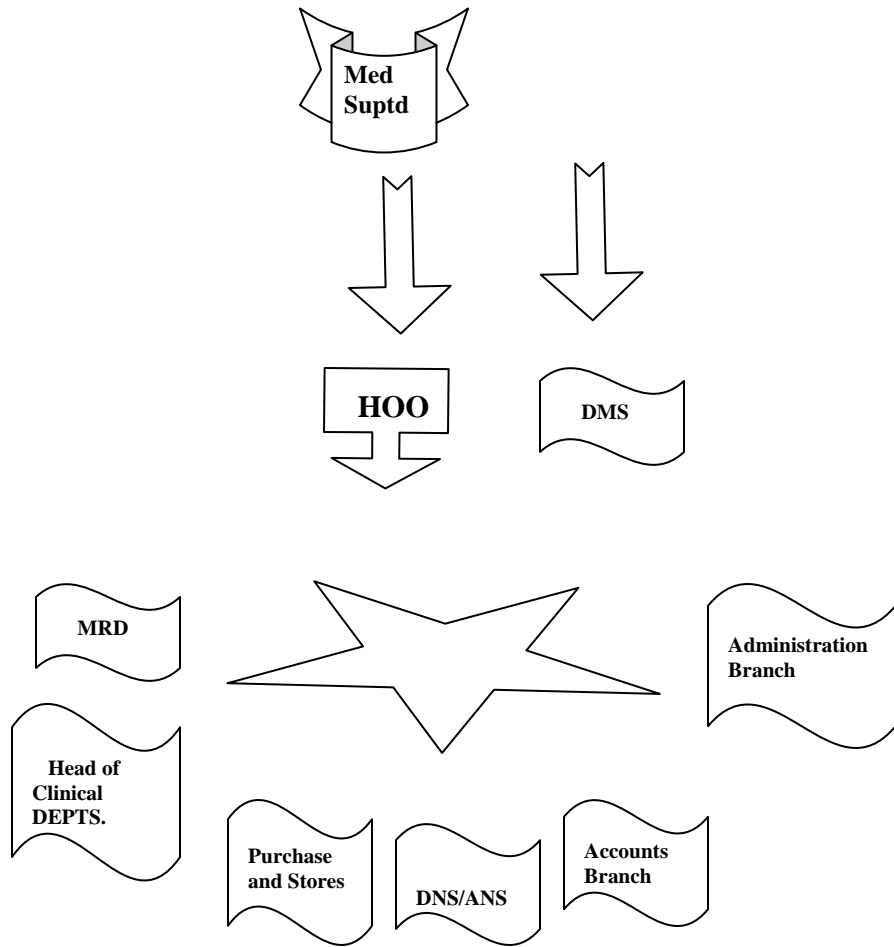 Med
Suptd
HOO
DMS
MRD
Administration
Branch
Head of
Clinical
DEPTS.
Purchase
and Stores
DNS/ANS
Accounts
Branch